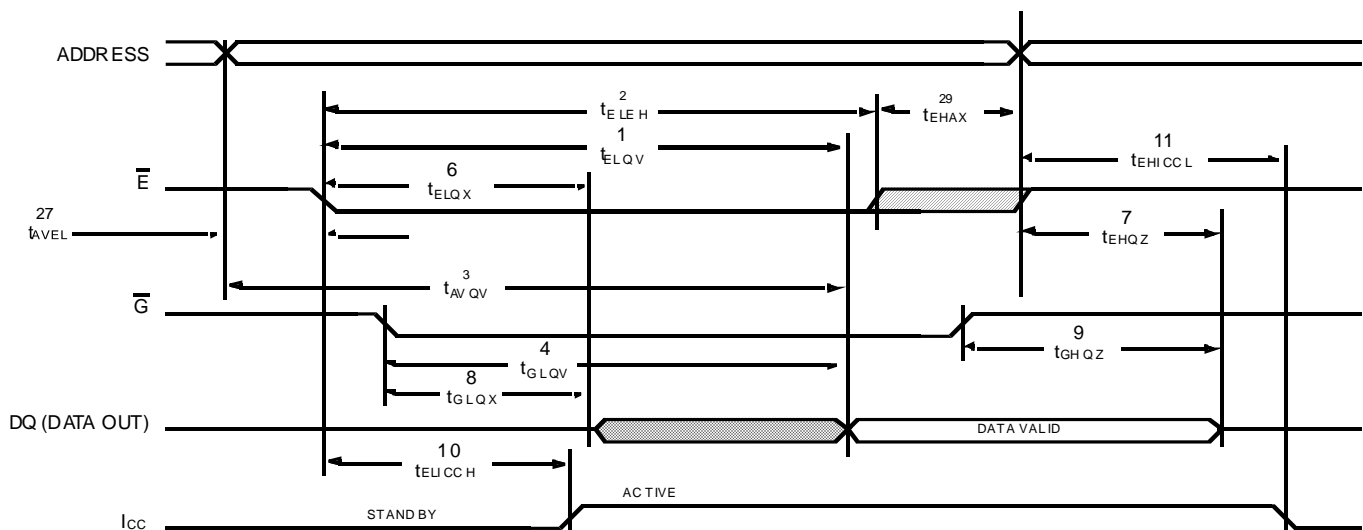 ADDRESS
2
tELEH
29
tEHAX
1
tELQV
11
tEHICCL
6
tELQX
E
27
tAVEL
7
tEHQZ
3
tAVQV
G
9
tGHQZ
4
tGLQV
8
tGLQX
DQ (DATA OUT)
DATA VALID
10
tELICCH
ACTIVE
STANDBY
ICC